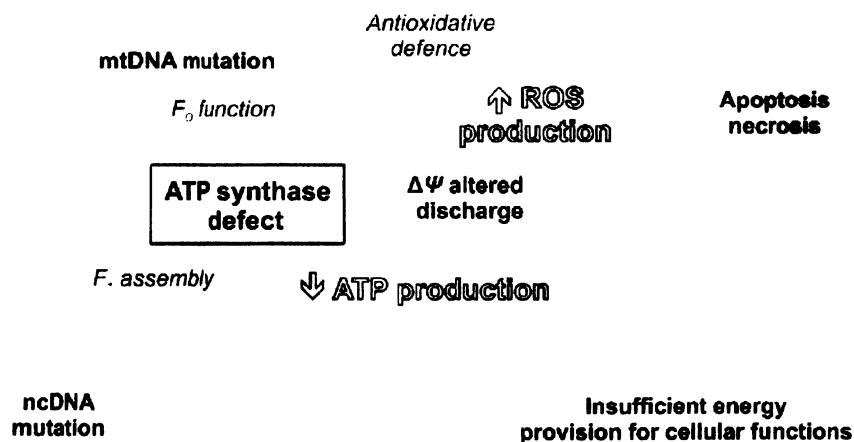 Antioxidative
defence
mtDNA mutation
F₀ function
⇧ ROS
production
Apoptosis
necrosis
ATP synthase
defect
ΔΨ altered
discharge
F. assembly
⇩ ATP production
ncDNA
mutation
Insufficient energy
provision for cellular functions